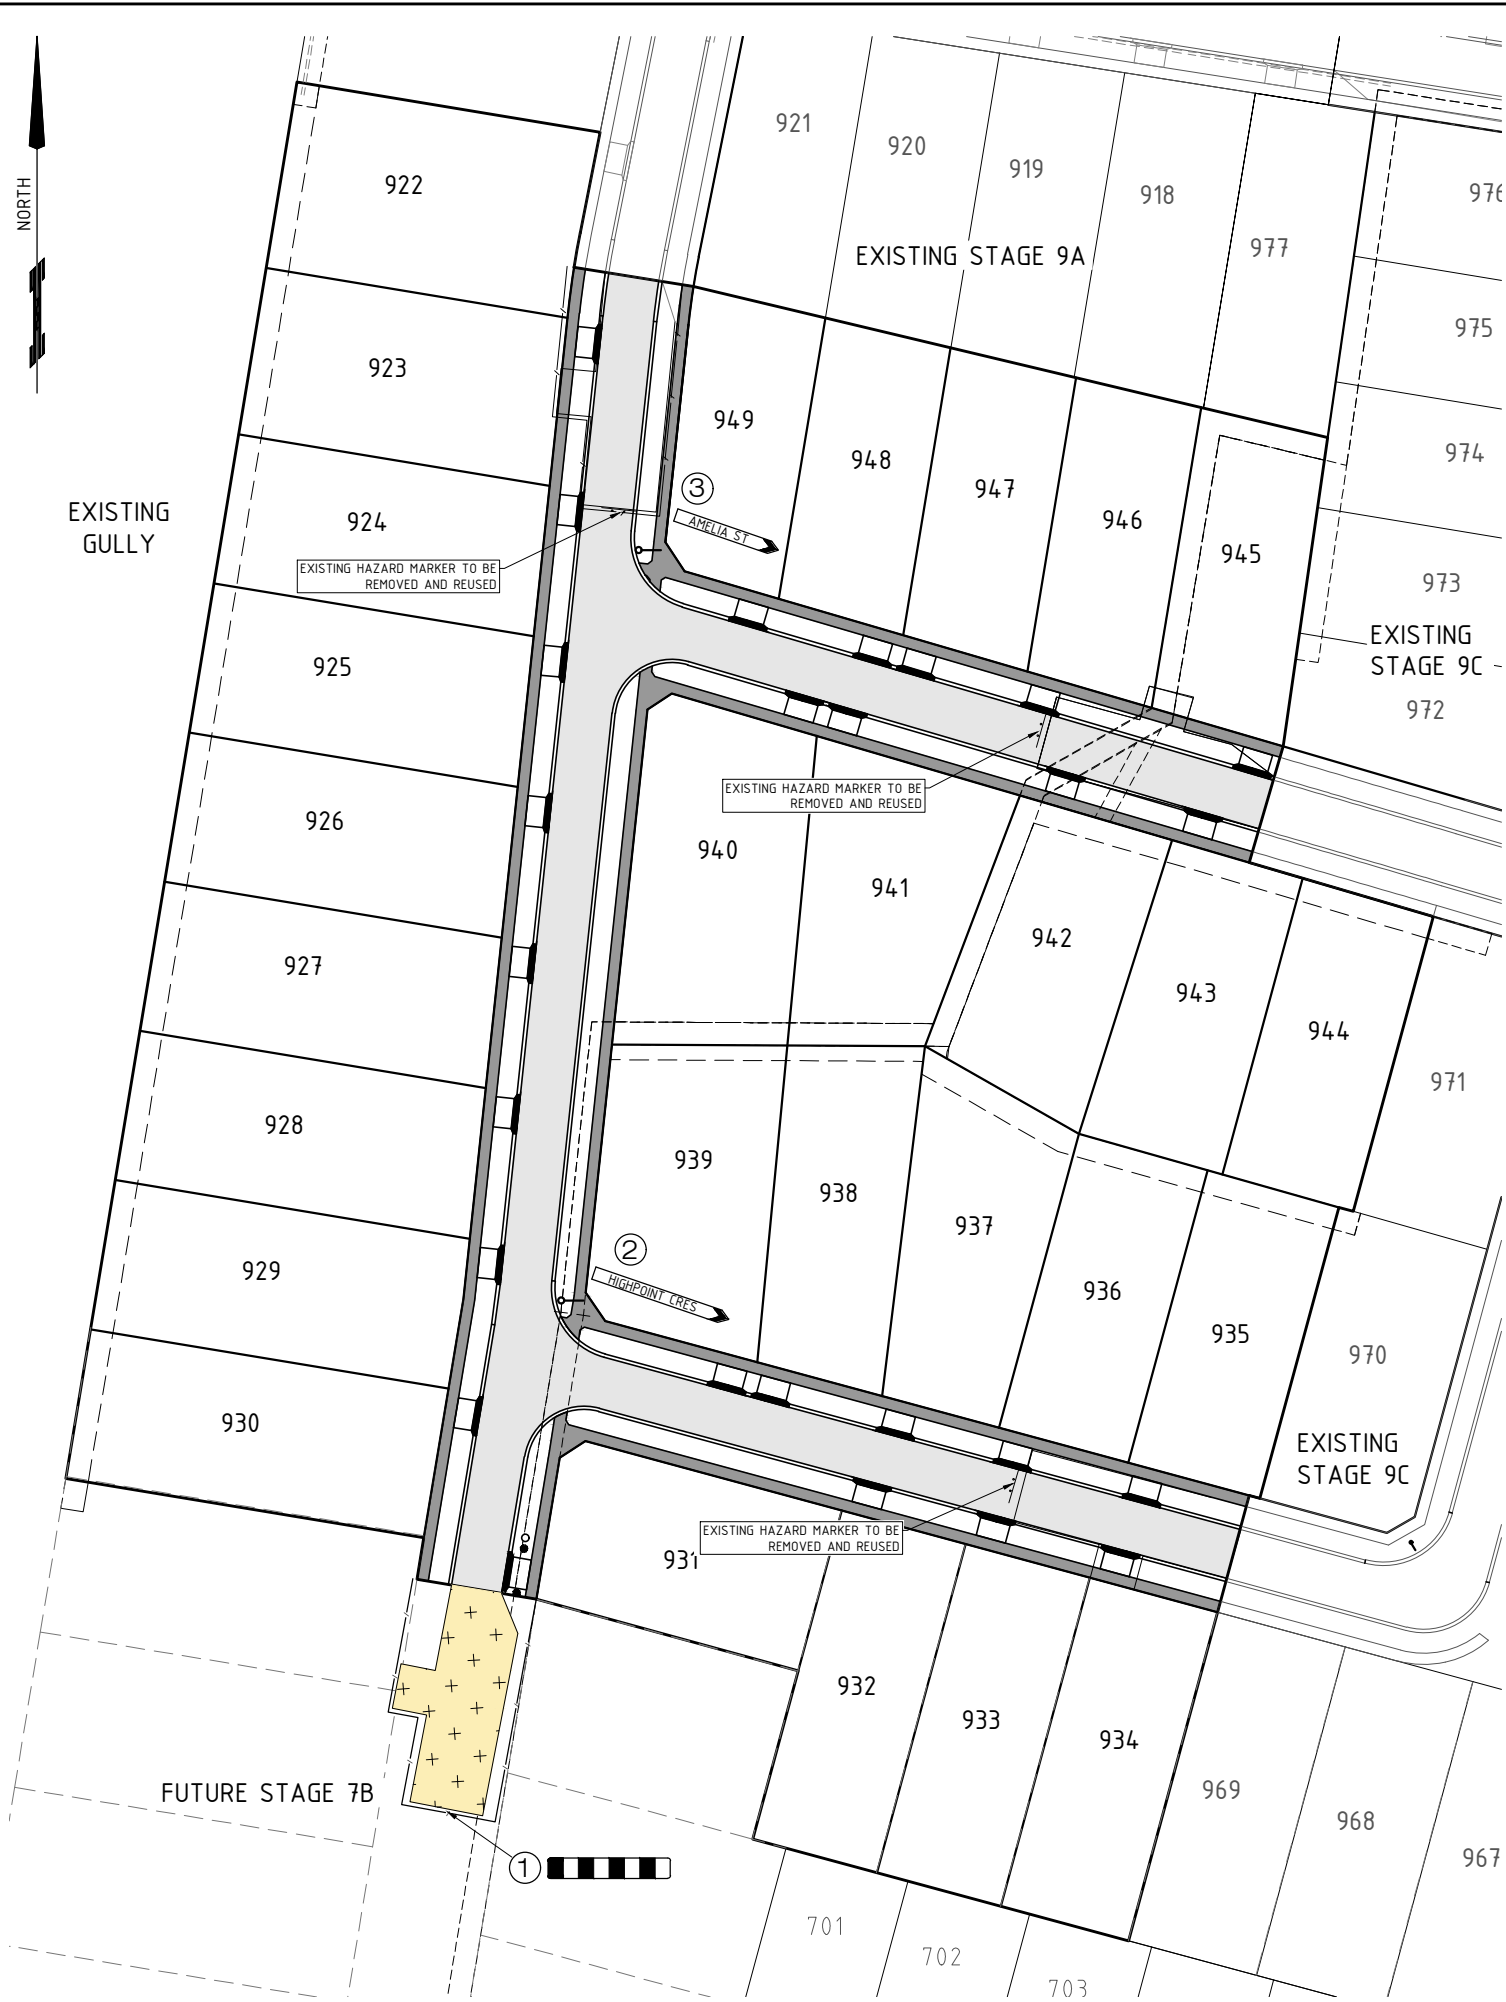 NORTH
922
921
920
919
918
977
976
EXISTING STAGE 9A
923
975
949
948
947
946
945
974
924
EXISTING
GULLY
3
AMELIA ST
EXISTING HAZARD MARKER TO BE
REMOVED AND REUSED
973
EXISTING
STAGE 9C
972
925
926
EXISTING HAZARD MARKER TO BE
REMOVED AND REUSED
940
941
942
943
944
971
927
928
939
938
937
936
935
970
929
2
HIGHPOINT CRES
930
EXISTING
STAGE 9C
EXISTING HAZARD MARKER TO BE
REMOVED AND REUSED
931
932
933
934
969
968
967
FUTURE STAGE 7B
1
701
702
703